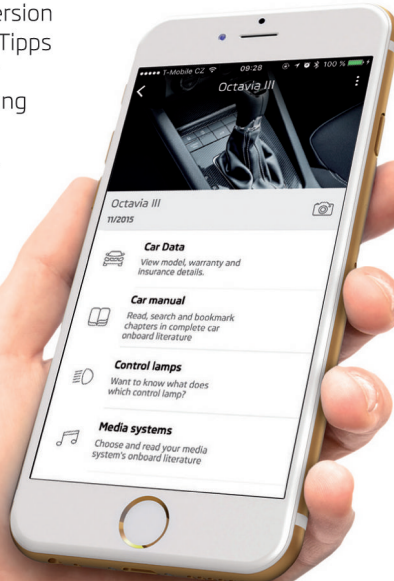 ersion
Tipps
ng
T-Mobile CZ 09:28 100 %
Octavia III
Octavia III
11/2015
Car Data
View model, warranty and
insurance details.
Car manual
Read, search and bookmark
chapters in complete car
onboard literature
Control lamps
Want to know what does
which control lamp?
Media systems
Choose and read your media
system's onboard literature